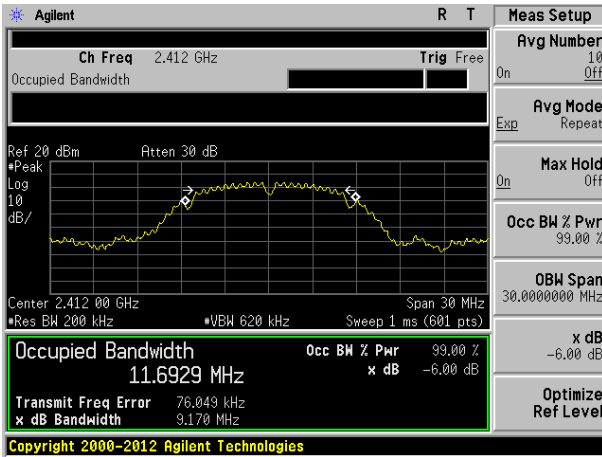 Agilent R T
Ch Freq 2.412 GHz Trig Free
Occupied Bandwidth
Ref 20 dBm Atten 30 dB
#Peak
Log
10
dB/
Center 2.412 00 GHz Span 30 MHz
#Res BW 200 kHz #VBW 620 kHz Sweep 1 ms (601 pts)
Occupied Bandwidth Occ BW % Pwr 99.00 %
11.6929 MHz x dB -6.00 dB
Transmit Freq Error 76.049 kHz
x dB Bandwidth 9.170 MHz
Copyright 2000-2012 Agilent Technologies
Meas Setup
Avg Number
10
On Off
Avg Mode
Exp Repeat
Max Hold
On Off
Occ BW % Pwr
99.00 %
OBW Span
30.0000000 MHz
x dB
-6.00 dB
Optimize
Ref Level